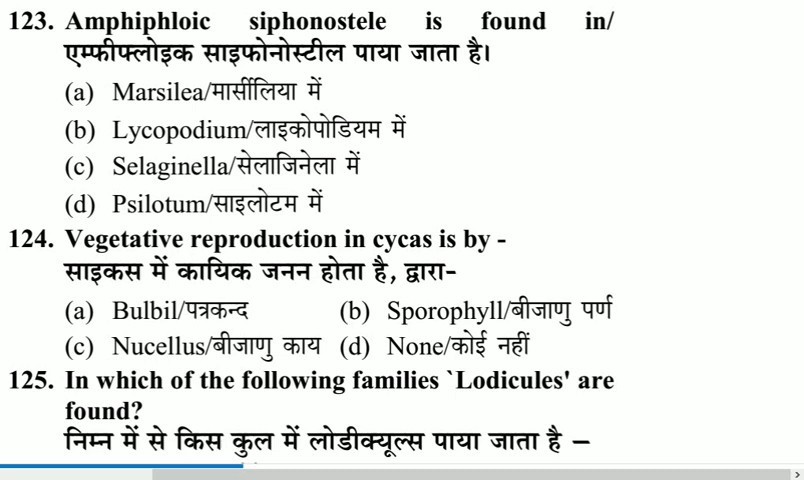 123. Amphiphloic siphonostele is found in/
एम्फीफ्लोइक साइफोनोस्टील पाया जाता है।
(a) Marsilea/मार्सीलिया में
(b) Lycopodium/लाइकोपोडियम में
(c) Selaginella/सेलाजिनेला में
(d) Psilotum/साइलोटम में
124. Vegetative reproduction in cycas is by -
साइकस में कायिक जनन होता है, द्वारा-
(a) Bulbil/पत्रकन्द (b) Sporophyll/बीजाणु पर्ण
(c) Nucellus/बीजाणु काय (d) None/कोई नहीं
125. In which of the following families `Lodicules' are
found?
निम्न में से किस कुल में लोडीक्यूल्स पाया जाता है –